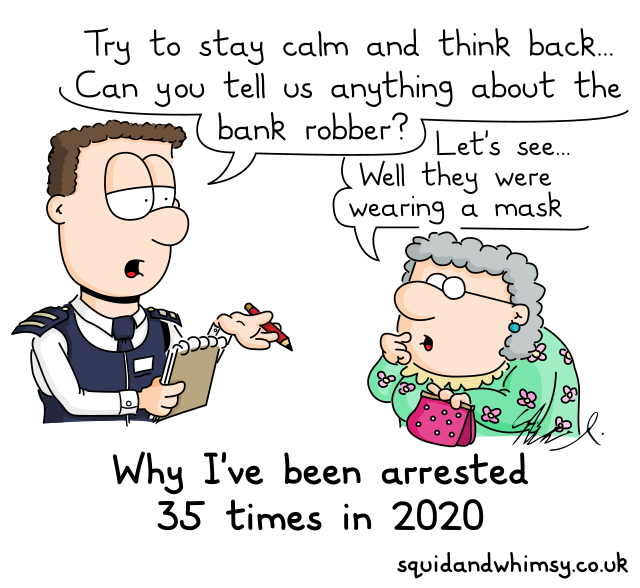 Try to stay calm and think back...
Can you tell us anything about the
bank robber?
Let's see...
Well they were
wearing a mask
Why I've been arrested
35 times in 2020
squidandwhimsy.co.uk